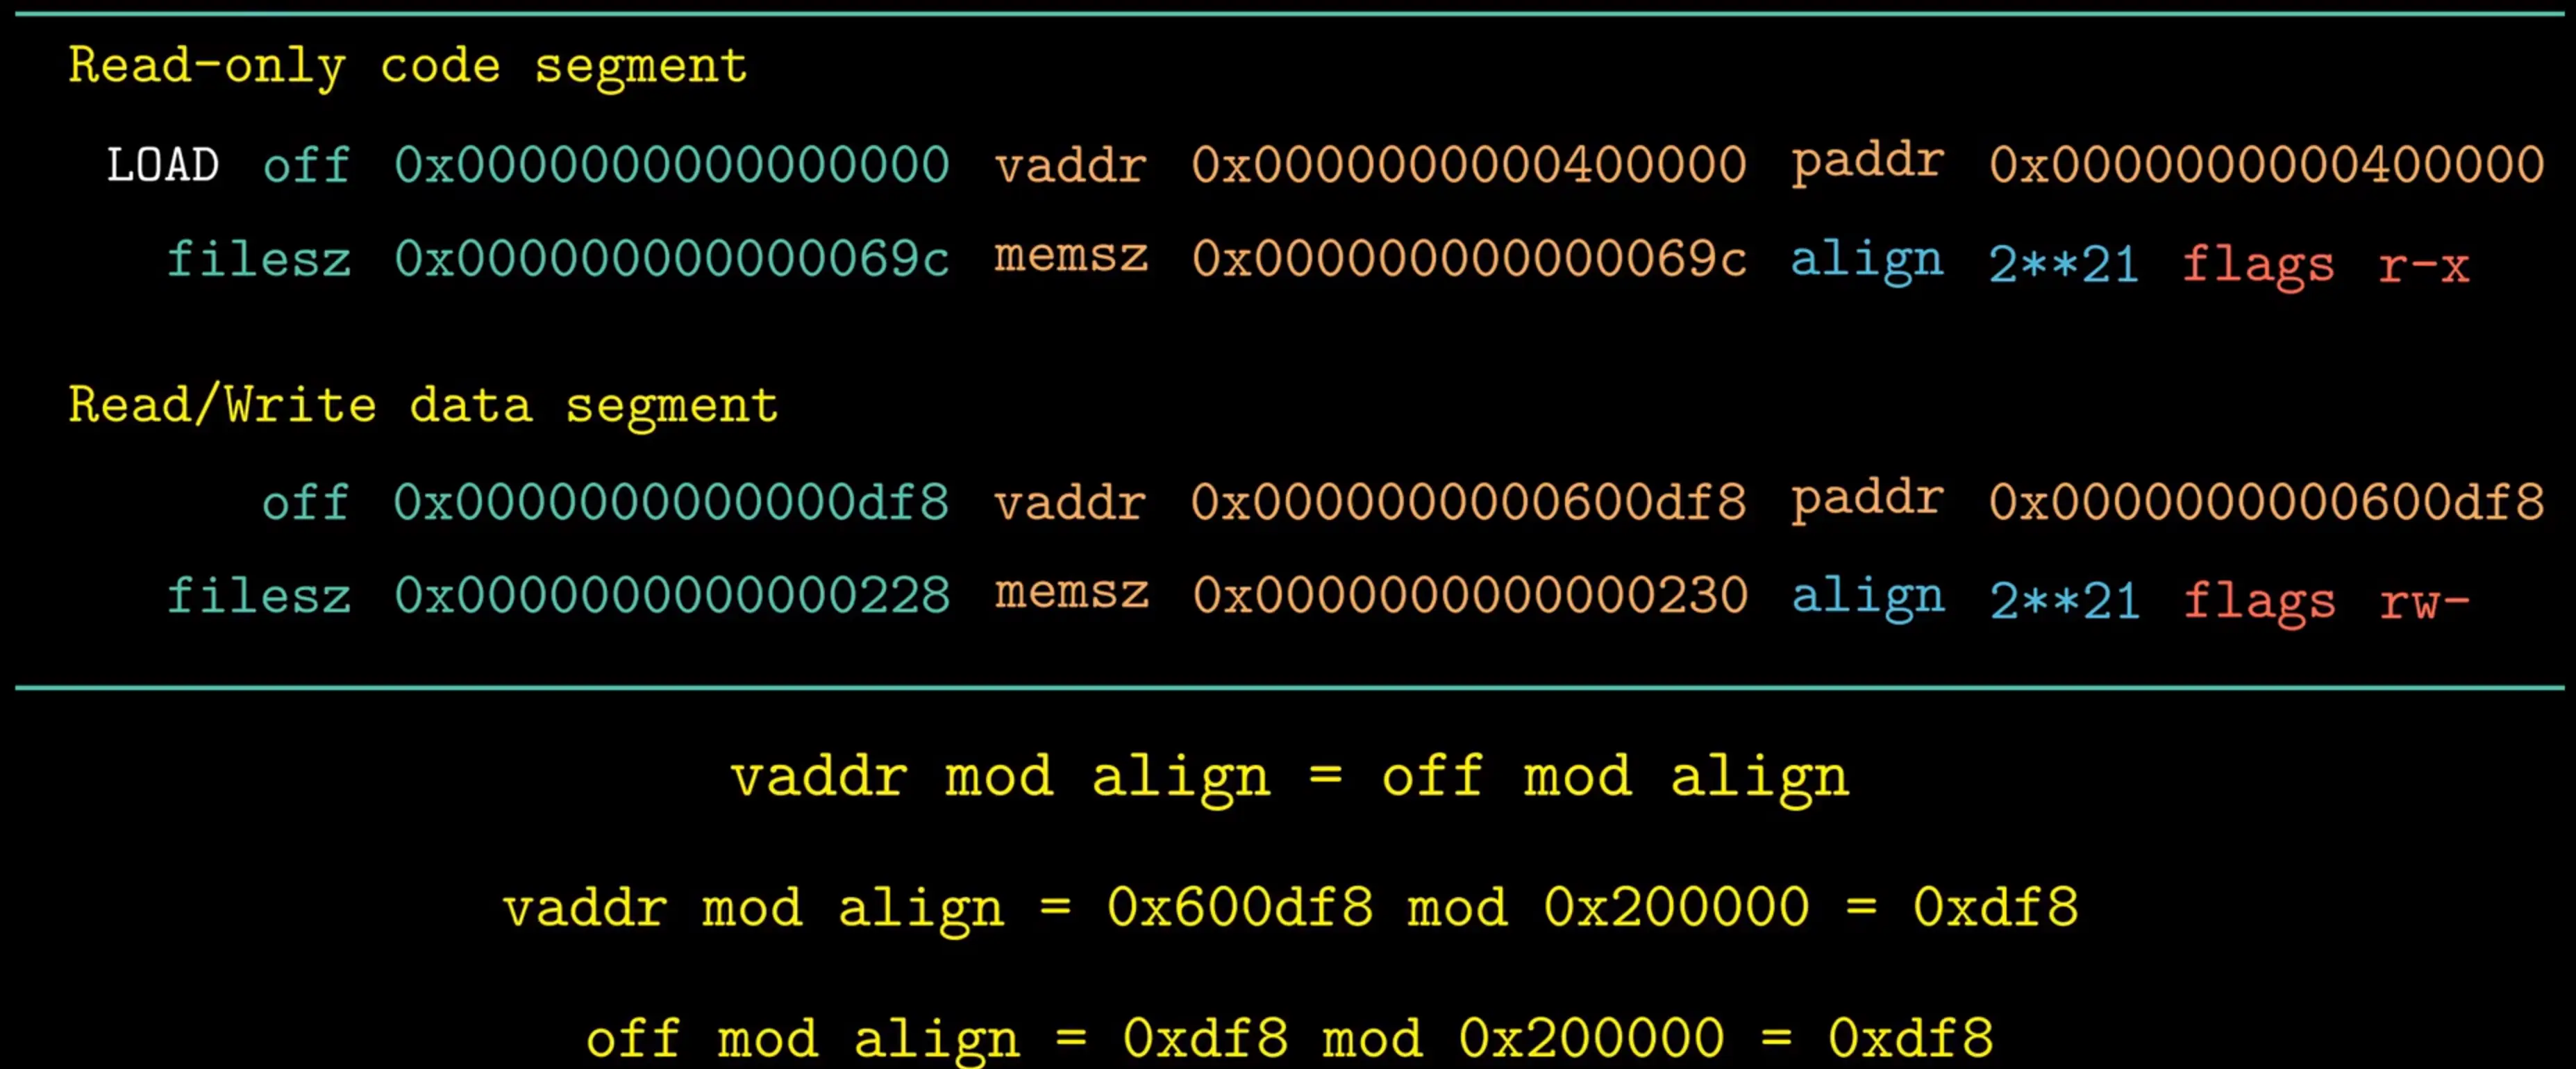 Read-only code segment
LOAD off 0x0000000000000000 vaddr 0x0000000000400000 paddr 0x0000000000400000
filesz 0x000000000000069c memsz 0x000000000000069c align 2**21 flags r-x
Read/Write data segment
off 0x0000000000000df8 vaddr 0x0000000000600df8 paddr 0x0000000000600df8
filesz 0x0000000000000228 memsz 0x0000000000000230 align 2**21 flags rw-
vaddr mod align = off mod align
vaddr mod align = 0x600df8 mod 0x200000 = 0xdf8
off mod align = 0xdf8 mod 0x200000 = 0xdf8